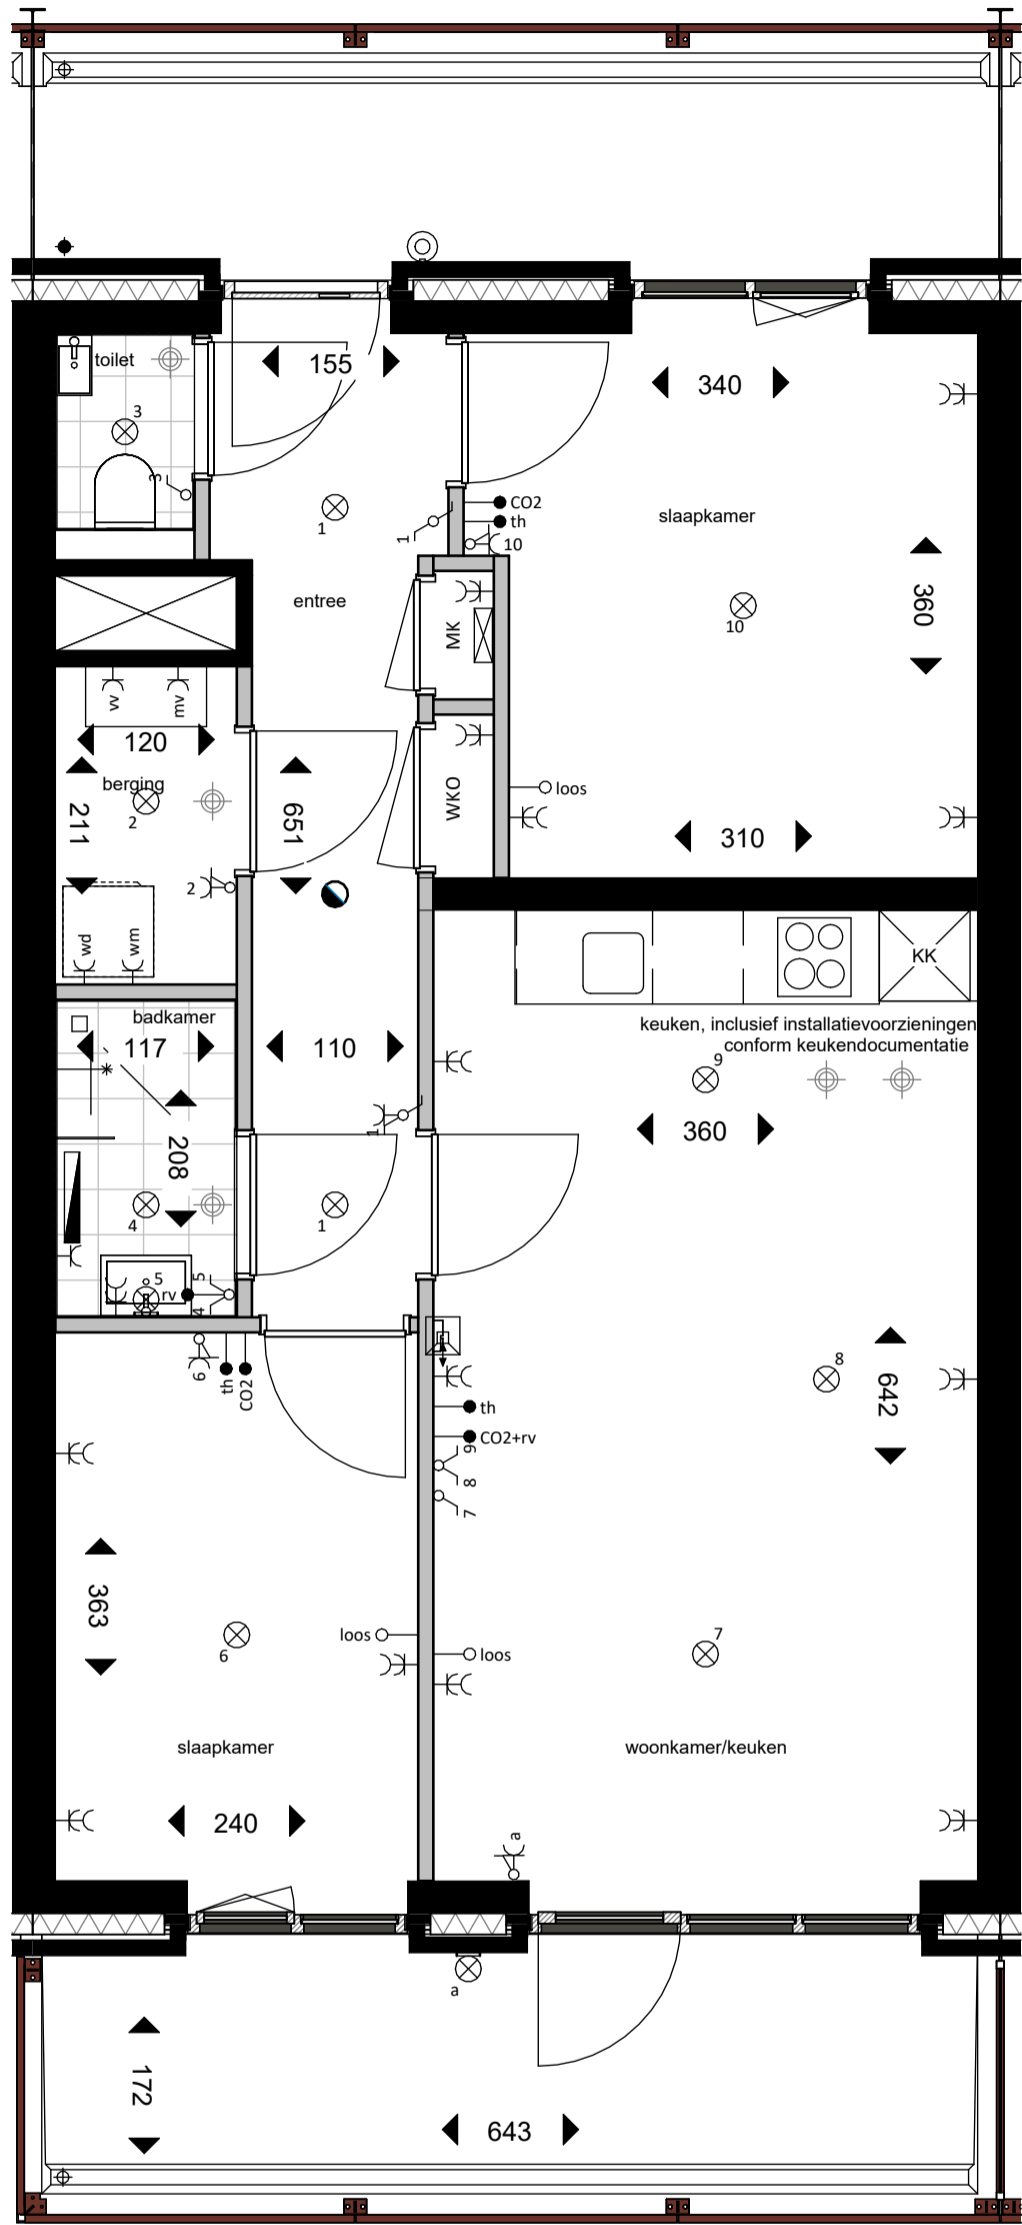 toilet
155
340
3
3
CO2
th
10
1
1
slaapkamer
entree
360
10
MK
vv
mv
120
berging
2
211
651
WKO
loos
310
2
wp
wm
KK
badkamer
117
110
keuken, inclusief installatievoorzieningen
conform keukendocumentatie
9
360
1
208
4
1
5
rv
5
4
6
th
CO2
8
642
th
CO2+rv
9
8
7
363
6
loos
loos
7
slaapkamer
woonkamer/keuken
240
a
a
172
643